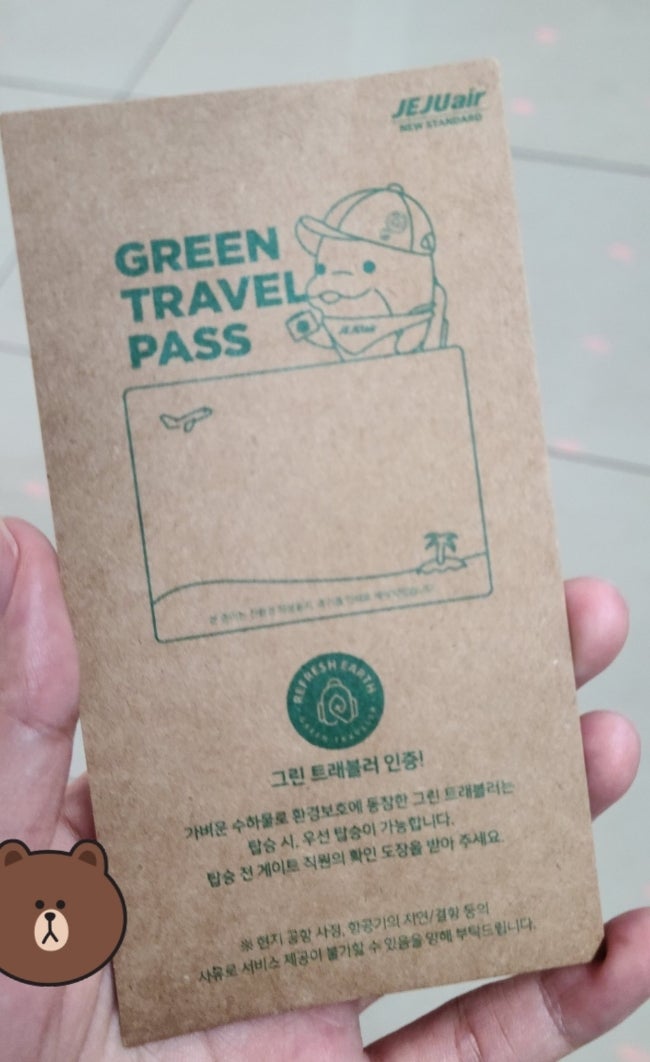 JEJUair
NEW STANDARD
GREEN
TRAVEL
PASS
JEJUair
REFRESH EARTH
GREEN TRAVELLER
그린 트래블러 인증!
가벼운 수하물로 환경보호에 동참한 그린 트래블러는
탑승 시, 우선 탑승이 가능합니다.
탑승 전 게이트 직원의 확인 도장을 받아 주세요.
※ 현지 공항 사정, 항공기의 지연/결항 등의
사유로 서비스 제공이 불가할 수 있음을 양해 부탁드립니다.